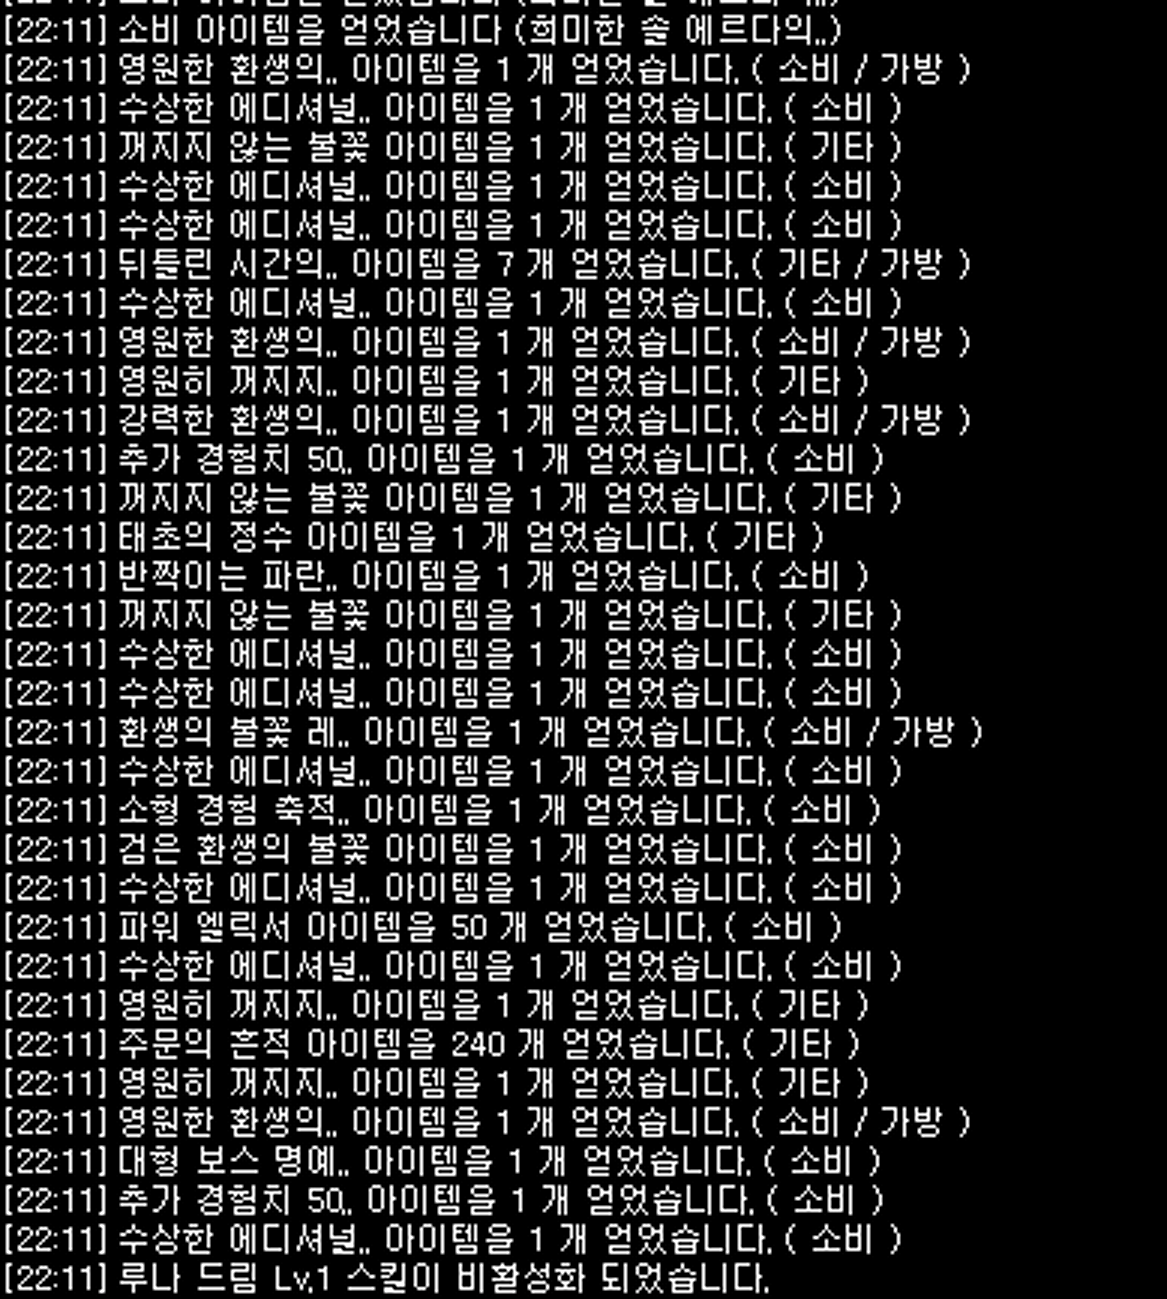 [22:11] 소비 아이템을 얻었습니다 (희미한 솔 에르다의..)
[22:11] 영원한 환생의.. 아이템을 1 개 얻었습니다. ( 소비 / 가방 )
[22:11] 수상한 에디셔널.. 아이템을 1 개 얻었습니다. ( 소비 )
[22:11] 꺼지지 않는 불꽃 아이템을 1 개 얻었습니다. ( 기타 )
[22:11] 수상한 에디셔널.. 아이템을 1 개 얻었습니다. ( 소비 )
[22:11] 수상한 에디셔널.. 아이템을 1 개 얻었습니다. ( 소비 )
[22:11] 뒤틀린 시간의.. 아이템을 7 개 얻었습니다. ( 기타 / 가방 )
[22:11] 수상한 에디셔널.. 아이템을 1 개 얻었습니다. ( 소비 )
[22:11] 영원한 환생의.. 아이템을 1 개 얻었습니다. ( 소비 / 가방 )
[22:11] 영원히 꺼지지.. 아이템을 1 개 얻었습니다. ( 기타 )
[22:11] 강력한 환생의.. 아이템을 1 개 얻었습니다. ( 소비 / 가방 )
[22:11] 추가 경험치 50.. 아이템을 1 개 얻었습니다. ( 소비 )
[22:11] 꺼지지 않는 불꽃 아이템을 1 개 얻었습니다. ( 기타 )
[22:11] 태초의 정수 아이템을 1 개 얻었습니다. ( 기타 )
[22:11] 반짝이는 파란.. 아이템을 1 개 얻었습니다. ( 소비 )
[22:11] 꺼지지 않는 불꽃 아이템을 1 개 얻었습니다. ( 기타 )
[22:11] 수상한 에디셔널.. 아이템을 1 개 얻었습니다. ( 소비 )
[22:11] 수상한 에디셔널.. 아이템을 1 개 얻었습니다. ( 소비 )
[22:11] 환생의 불꽃 레.. 아이템을 1 개 얻었습니다. ( 소비 / 가방 )
[22:11] 수상한 에디셔널.. 아이템을 1 개 얻었습니다. ( 소비 )
[22:11] 소형 경험 축적.. 아이템을 1 개 얻었습니다. ( 소비 )
[22:11] 검은 환생의 불꽃 아이템을 1 개 얻었습니다. ( 소비 )
[22:11] 수상한 에디셔널.. 아이템을 1 개 얻었습니다. ( 소비 )
[22:11] 파워 엘릭서 아이템을 50 개 얻었습니다. ( 소비 )
[22:11] 수상한 에디셔널.. 아이템을 1 개 얻었습니다. ( 소비 )
[22:11] 영원히 꺼지지.. 아이템을 1 개 얻었습니다. ( 기타 )
[22:11] 주문의 흔적 아이템을 240 개 얻었습니다. ( 기타 )
[22:11] 영원히 꺼지지.. 아이템을 1 개 얻었습니다. ( 기타 )
[22:11] 영원한 환생의.. 아이템을 1 개 얻었습니다. ( 소비 / 가방 )
[22:11] 대형 보스 명예.. 아이템을 1 개 얻었습니다. ( 소비 )
[22:11] 추가 경험치 50.. 아이템을 1 개 얻었습니다. ( 소비 )
[22:11] 수상한 에디셔널.. 아이템을 1 개 얻었습니다. ( 소비 )
[22:11] 루나 드림 Lv.1 스킬이 비활성화 되었습니다.